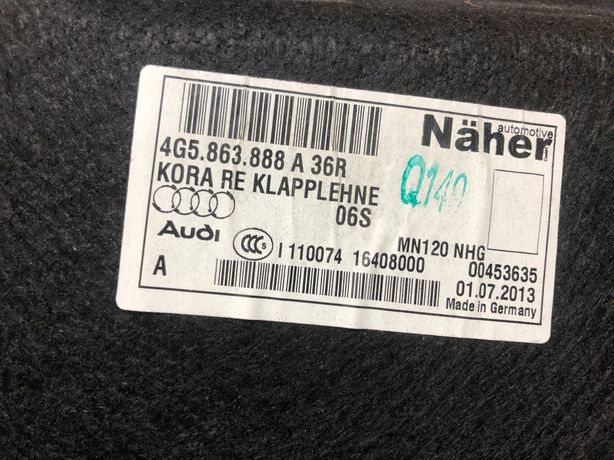 Näher
automotive
4G5.863.888 A 36R
KORA RE KLAPPLEHNE
06S
Q140
Audi
CCC S
I 110074 16408000
MN120 NHG
00453635
A
01.07.2013
Made in Germany